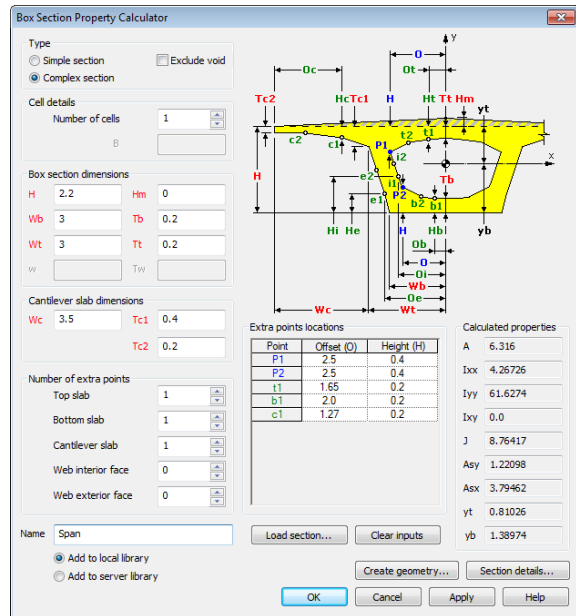 Box Section Property Calculator
Type
Simple section
Exclude void
Complex section
Cell details
Number of cells 1
B
Box section dimensions
H 2.2 Hm 0
Wb 3 Tb 0.2
Wt 3 Tt 0.2
w Tw
Cantilever slab dimensions
Wc 3.5 Tc1 0.4
Tc2 0.2
Number of extra points
Top slab 1
Bottom slab 1
Cantilever slab 1
Web interior face 0
Web exterior face 0
Name Span
Add to local library
Add to server library
y
O
Oc Ot
Tc2 Hc Tc1 H Ht Tt Hm yt
c2 c1 P1 t2 t1
i2 x
H e2 i1 Tb
P2
e1 b2 b1
Hi He H Hb yb
Ob
O
Oi
Wb
Oe
Wc Wt
Extra points locations
Point Offset (O) Height (H)
P1 2.5 0.4
P2 2.5 0.4
t1 1.65 0.2
b1 2.0 0.2
c1 1.27 0.2
Calculated properties
A 6.316
Ixx 4.26726
Iyy 61.6274
Ixy 0.0
J 8.76417
Asy 1.22098
Asx 3.79462
yt 0.81026
yb 1.38974
Load section... Clear inputs
Create geometry... Section details...
OK Cancel Apply Help